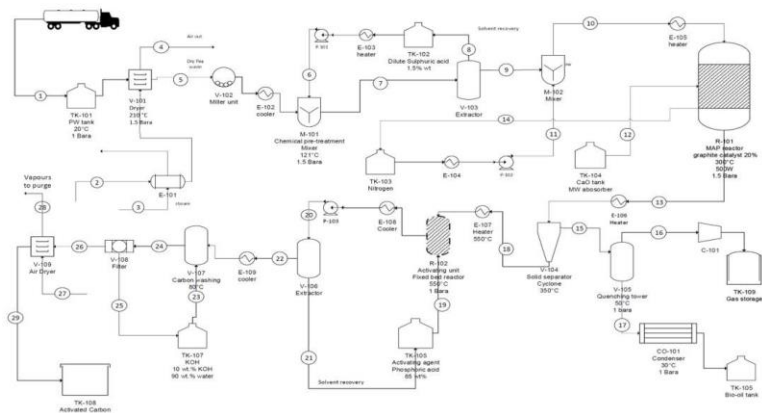 Solvent recovery
10
4
Air out
8
P-101
E-103
heater
TK-102
Dilute Sulphuric acid
1.5% wt
E-105
heater
5
6
9
M-102
Mixer
1
7
TK-101
PW tank
20°C
1 Bara
V-101
Dryer
210°C
1.5 Bara
V-102
Miller unit
E-102
cooler
M-101
Chemical pre-treatment
Mixer
121°C
1.5 Bara
V-103
Extractor
14
11
12
R-101
MAP reactor
graphite catalyst 20%
300°C
500W
1.5 Bara
TK-103
Nitrogen
E-104
TK-104
CaO tank
MW absosorber
Vapours
to purge
2
E-101
3
steam
13
28
20
P-105
E-108
Cooler
E-107
Heater
550°C
E-106
Heater
15
16
C-101
26
24
22
18
V-109
Air Dryer
V-108
Filter
V-107
Carbon washing
80°C
E-109
cooler
V-106
Extractor
R-102
Activating unit
Fixed bed reactor
550°C
1 Bara
V-104
Solid separator
Cyclone
350°C
V-105
Quenching tower
50°C
1 bara
TK-109
Gas storage
27
25
23
19
17
29
TK-107
KOH
10 wt.% KOH
90 wt.% water
21
Solvent recovery
TK-105
Activating agent
Phosphoric acid
85 wt%
CO-101
Condenser
30°C
1 Bara
TK-105
Bio-oil tank
TK-108
Activated Carbon